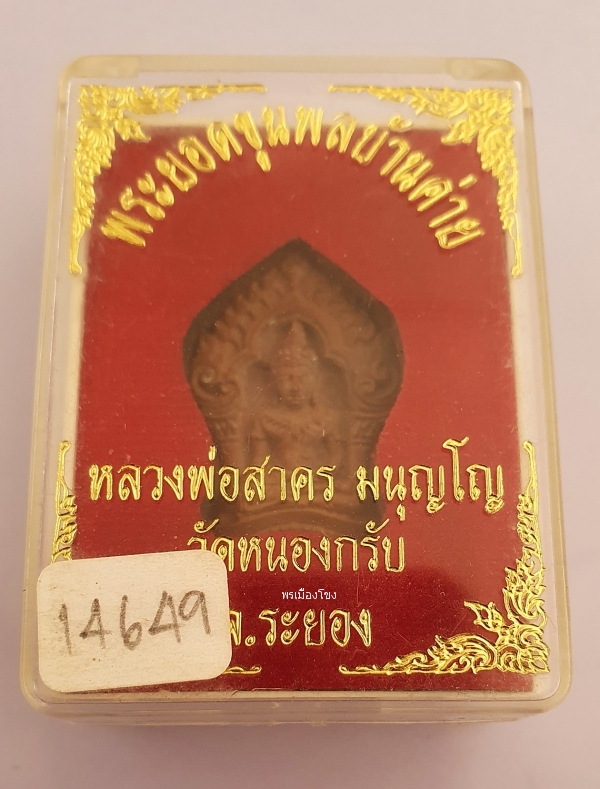 พระยอดขุนพลบ้านค่าย
หลวงพ่อสาคร มนุญโญ
วัดหนองกรับ
พรเมืองโขง
จ.ระยอง
14649